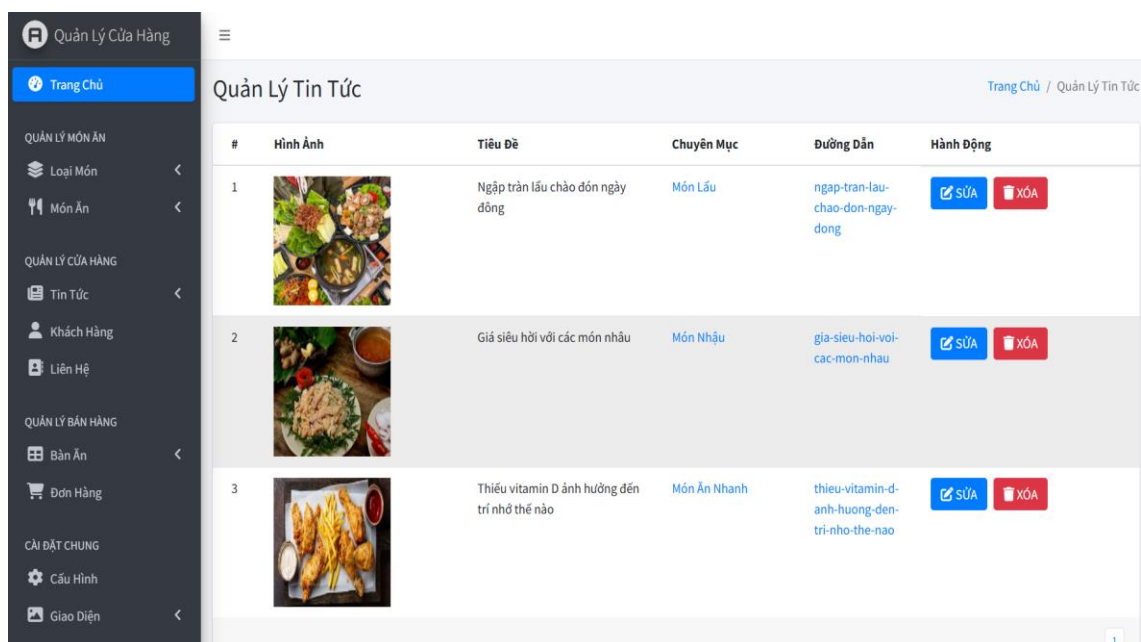 Quản Lý Cửa Hàng
Trang Chủ
QUẢN LÝ MÓN ĂN
Loại Món
Món Ăn
QUẢN LÝ CỬA HÀNG
Tin Tức
Khách Hàng
Liên Hệ
QUẢN LÝ BÁN HÀNG
Bàn Ăn
Đơn Hàng
CÀI ĐẶT CHUNG
Cấu Hình
Giao Diện
Quản Lý Tin Tức
Trang Chủ / Quản Lý Tin Tức
# Hình Ảnh Tiêu Đề Chuyên Mục Đường Dẫn Hành Động
1 Ngập tràn lẩu chào đón ngày Món Lẩu ngap-tran-lau- SỬA XÓA
đông chao-don-ngay-
dong
2 Giá siêu hời với các món nhâu Món Nhậu gia-sieu-hoi-voi- SỬA XÓA
cac-mon-nhau
3 Thiếu vitamin D ảnh hưởng đến Món Ăn Nhanh thieu-vitamin-d- SỬA XÓA
trí nhớ thế nào anh-huong-den-
tri-nho-the-nao
1